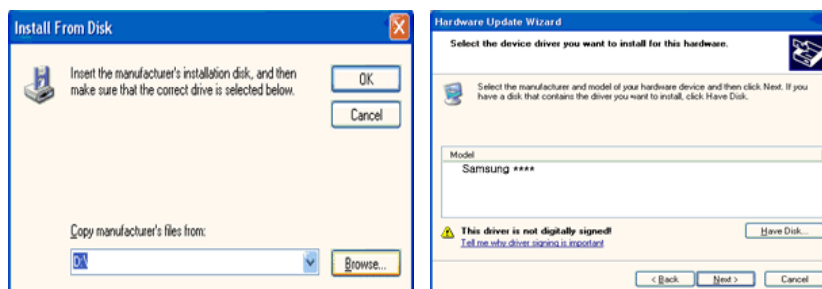 Install From Disk
Insert the manufacturer's installation disk, and then
make sure that the correct drive is selected below.
OK
Cancel
Copy manufacturer's files from:
D:\
Browse...
Hardware Update Wizard
Select the device driver you want to install for this hardware.
Select the manufacturer and model of your hardware device and then click Next. If you
have a disk that contains the driver you want to install, click Have Disk.
Model
Samsung ****
This driver is not digitally signed!
Tell me why driver signing is important
Have Disk...
< Back
Next >
Cancel